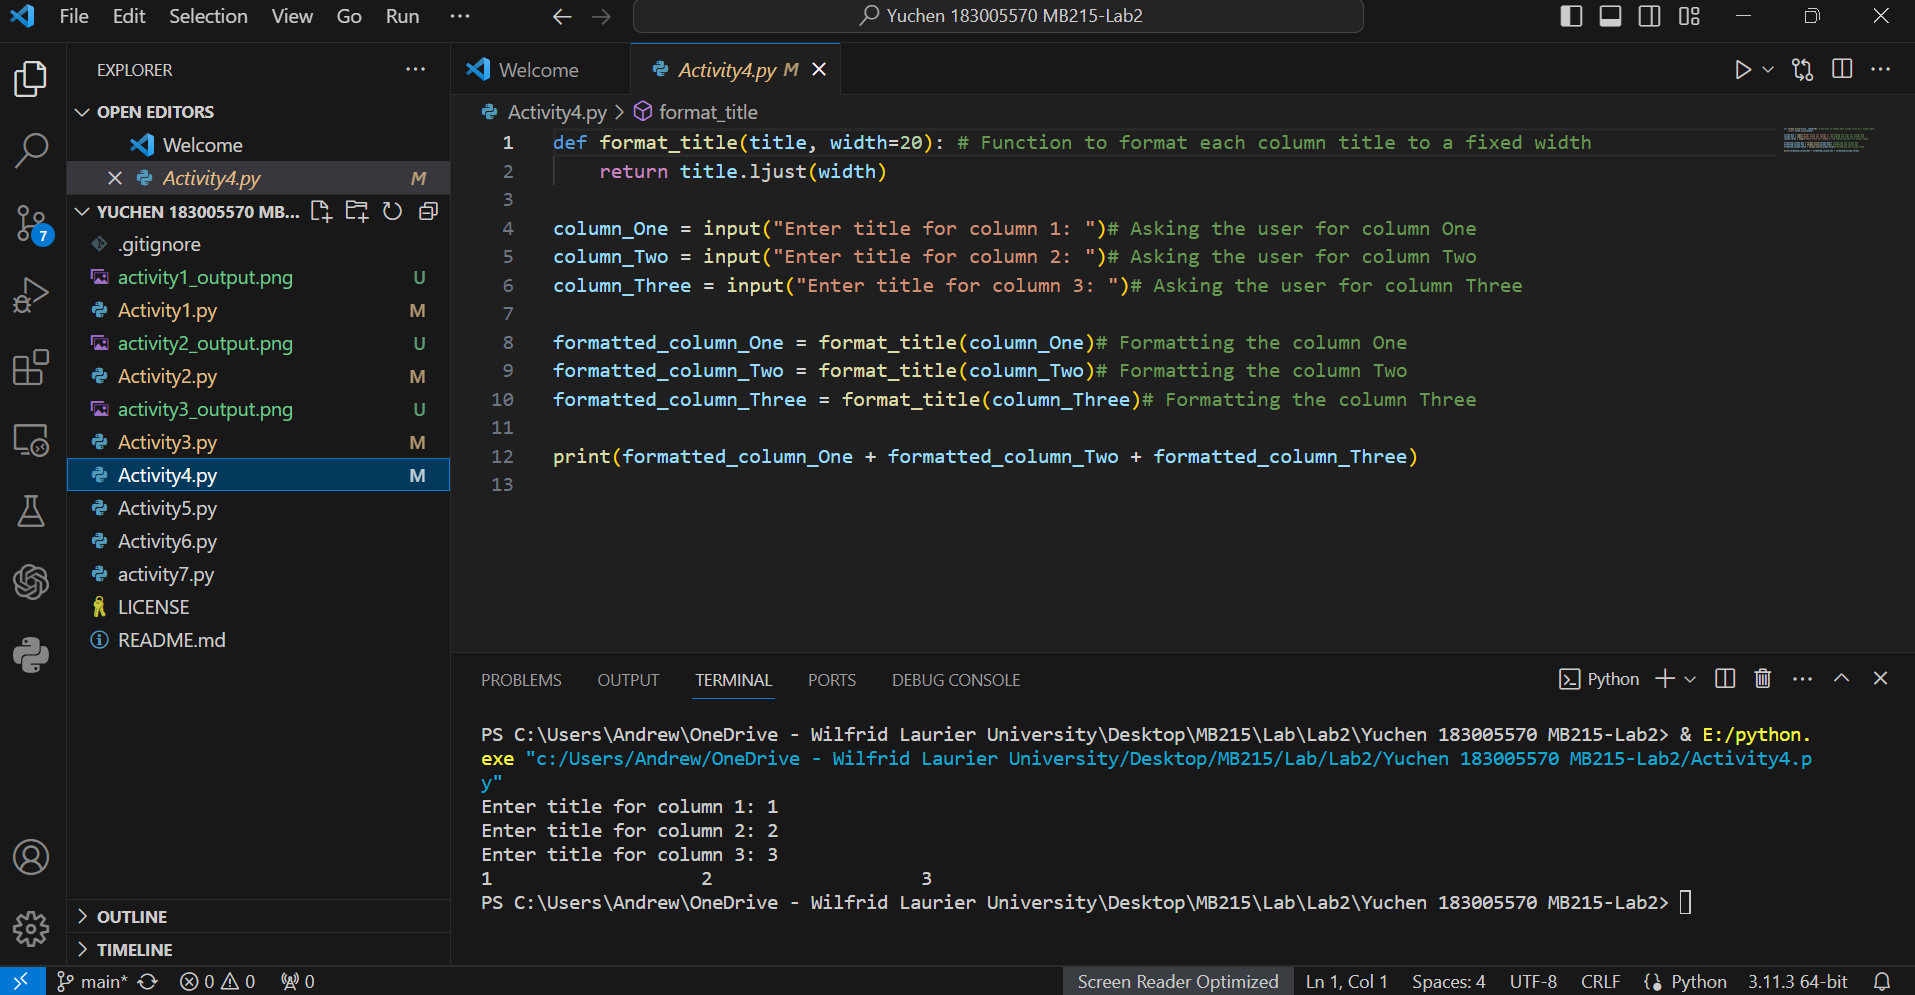 File Edit Selection View Go Run ···
Yuchen 183005570 MB215-Lab2
EXPLORER
OPEN EDITORS
Welcome
Activity4.py M
YUCHEN 183005570 MB...
.gitignore
activity1_output.png U
Activity1.py M
activity2_output.png U
Activity2.py M
activity3_output.png U
Activity3.py M
Activity4.py M
Activity5.py
Activity6.py
activity7.py
LICENSE
README.md
OUTLINE
TIMELINE
7
Welcome
Activity4.py M
Activity4.py > format_title
1 def format_title(title, width=20): # Function to format each column title to a fixed width
2     return title.ljust(width)
3
4 column_One = input("Enter title for column 1: ")# Asking the user for column One
5 column_Two = input("Enter title for column 2: ")# Asking the user for column Two
6 column_Three = input("Enter title for column 3: ")# Asking the user for column Three
7
8 formatted_column_One = format_title(column_One)# Formatting the column One
9 formatted_column_Two = format_title(column_Two)# Formatting the column Two
10 formatted_column_Three = format_title(column_Three)# Formatting the column Three
11
12 print(formatted_column_One + formatted_column_Two + formatted_column_Three)
13
PROBLEMS OUTPUT TERMINAL PORTS DEBUG CONSOLE
Python
PS C:\Users\Andrew\OneDrive - Wilfrid Laurier University\Desktop\MB215\Lab\Lab2\Yuchen 183005570 MB215-Lab2> & E:/python.
exe "c:/Users/Andrew/OneDrive - Wilfrid Laurier University/Desktop/MB215/Lab/Lab2/Yuchen 183005570 MB215-Lab2/Activity4.p
y"
Enter title for column 1: 1
Enter title for column 2: 2
Enter title for column 3: 3
1                   2                   3
PS C:\Users\Andrew\OneDrive - Wilfrid Laurier University\Desktop\MB215\Lab\Lab2\Yuchen 183005570 MB215-Lab2>
main* 0 0 0
Screen Reader Optimized Ln 1, Col 1 Spaces: 4 UTF-8 CRLF Python 3.11.3 64-bit